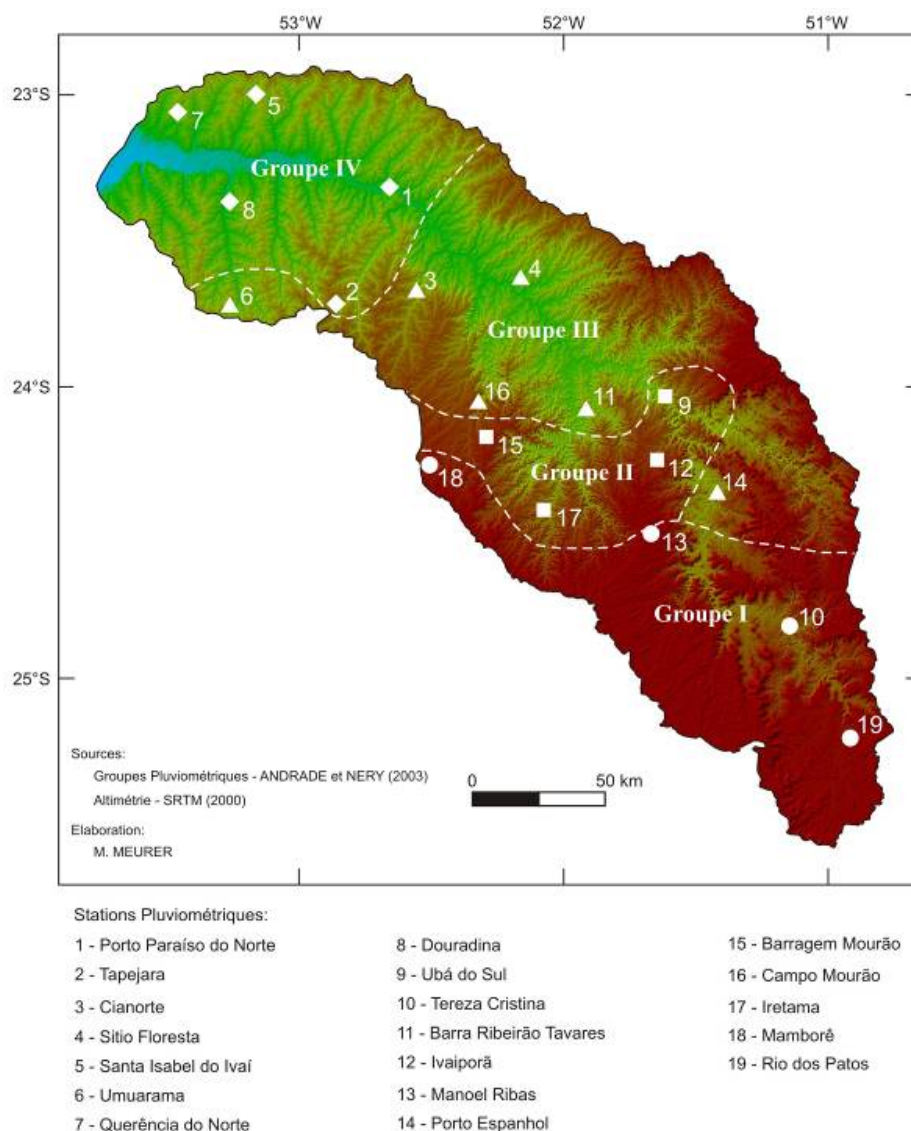 53°W 52°W 51°W
23°S
5
7
Groupe IV
1
8
4
3
2
6
Groupe III
24°S
16
11
9
15
12
Groupe II
18
14
17
13
Groupe I
10
25°S
19
Sources:
Groupes Pluviométriques - ANDRADE et NERY (2003)
Altimétrie - SRTM (2000)
Elaboration:
M. MEURER
0 50 km
Stations Pluviométriques:
1 - Porto Paraíso do Norte
2 - Tapejara
3 - Cianorte
4 - Sítio Floresta
5 - Santa Isabel do Ivaí
6 - Umuarama
7 - Querência do Norte
8 - Douradina
9 - Ubá do Sul
10 - Tereza Cristina
11 - Barra Ribeirão Tavares
12 - Ivaiporã
13 - Manoel Ribas
14 - Porto Espanhol
15 - Barragem Mourão
16 - Campo Mourão
17 - Iretama
18 - Mamborê
19 - Rio dos Patos